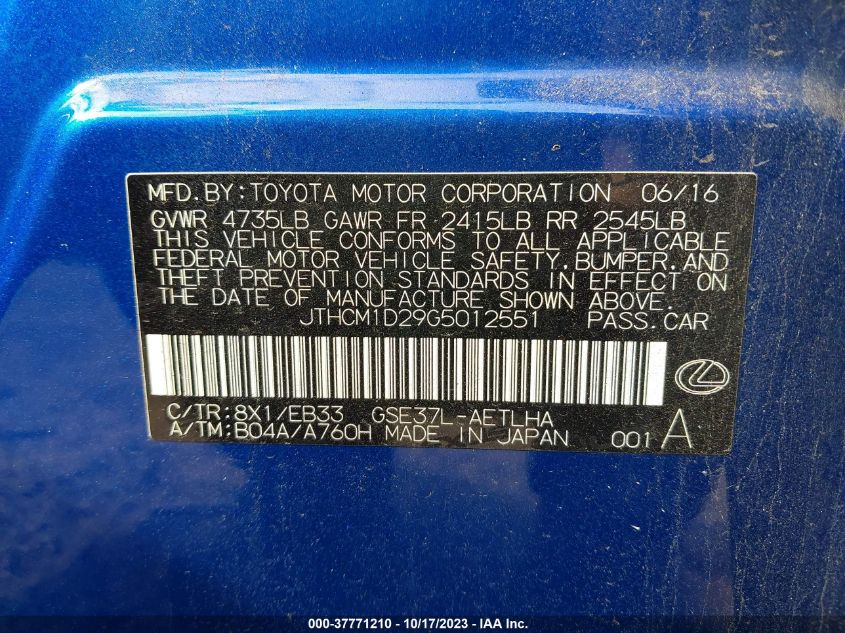 MFD. BY: TOYOTA MOTOR CORPORATION 06/16
GVWR 4735LB GAWR FR 2415LB RR 2545LB
THIS VEHICLE CONFORMS TO ALL APPLICABLE
FEDERAL MOTOR VEHICLE SAFETY, BUMPER, AND
THEFT PREVENTION STANDARDS IN EFFECT ON
THE DATE OF MANUFACTURE SHOWN ABOVE.
JTHCM1D29G5012551 PASS. CAR
C/TR: 8X1/EB33 GSE37L-AETLHA
A/TM: B04A/A760H MADE IN JAPAN 001 A
000-37771210 - 10/17/2023 - IAA Inc.